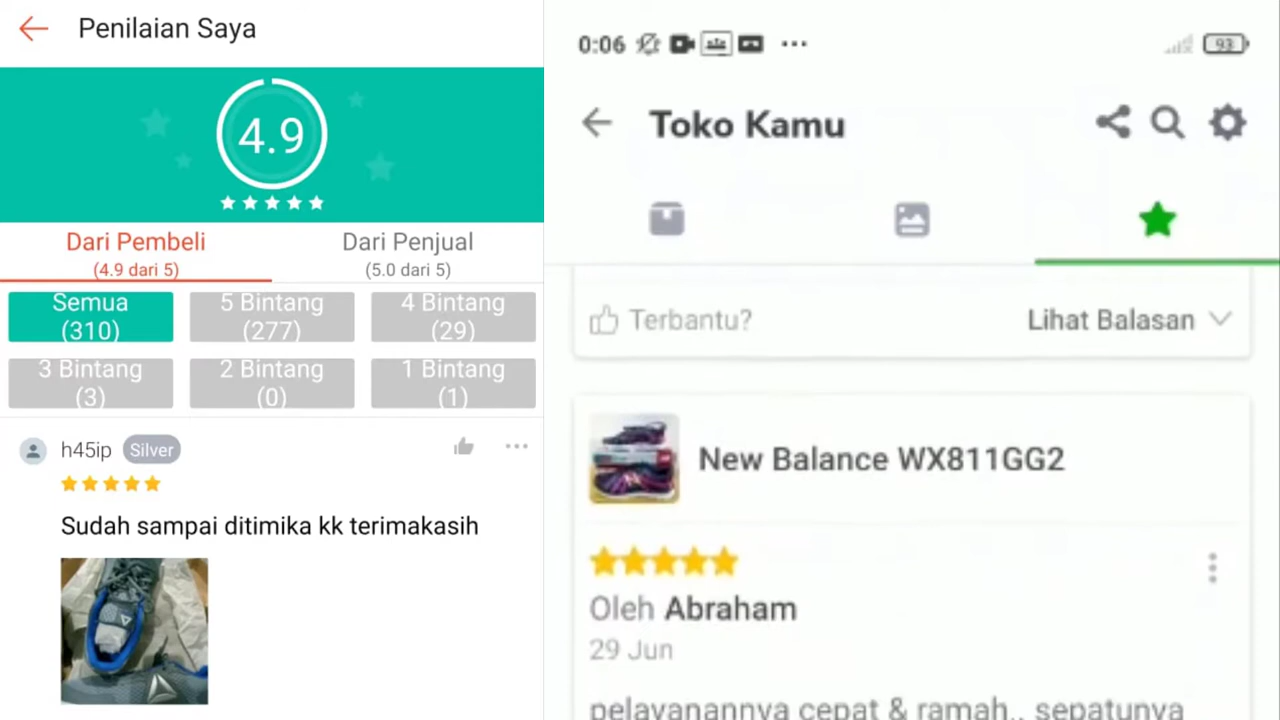 Penilaian Saya
4.9
Dari Pembeli
(4.9 dari 5)
Dari Penjual
(5.0 dari 5)
Semua
(310)
5 Bintang
(277)
4 Bintang
(29)
3 Bintang
(3)
2 Bintang
(0)
1 Bintang
(1)
h45ip Silver
Sudah sampai ditimika kk terimakasih
0:06
93
Toko Kamu
Terbantu?
Lihat Balasan
New Balance WX811GG2
Oleh Abraham
29 Jun
pelayanannya cepat & ramah.. sepatunya